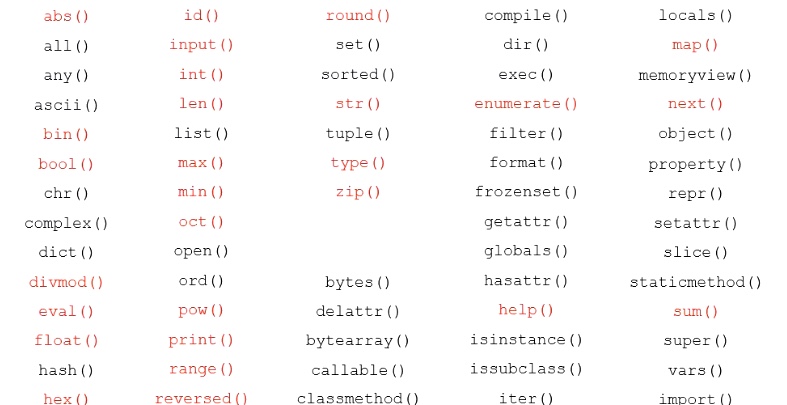 abs() id() round() compile() locals()
all() input() set() dir() map()
any() int() sorted() exec() memoryview()
ascii() len() str() enumerate() next()
bin() list() tuple() filter() object()
bool() max() type() format() property()
chr() min() zip() frozenset() repr()
complex() oct() getattr() setattr()
dict() open() globals() slice()
divmod() ord() bytes() hasattr() staticmethod()
eval() pow() delattr() help() sum()
float() print() bytearray() isinstance() super()
hash() range() callable() issubclass() vars()
hex() reversed() classmethod() iter() import()